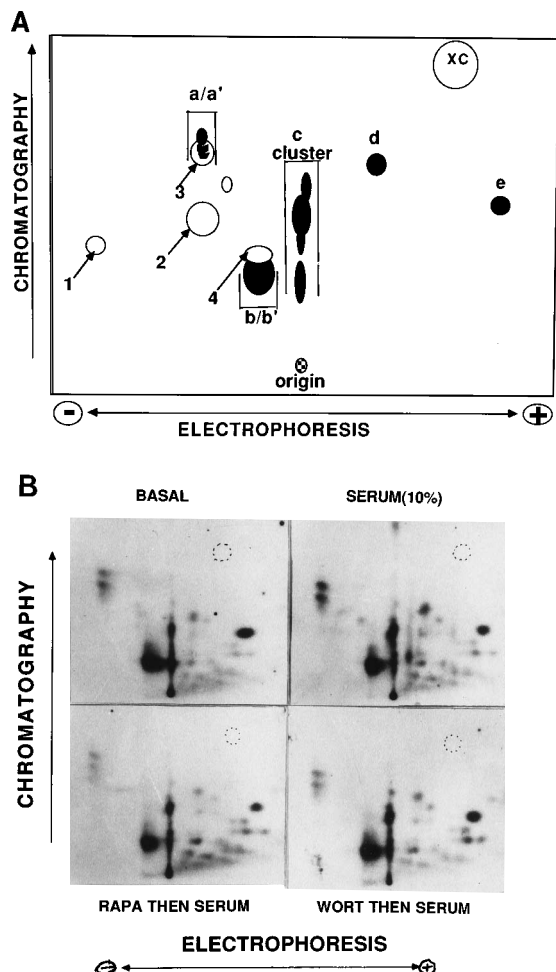 A
CHROMATOGRAPHY
XC
a/a'
c
cluster
d
e
3
2
1
4
b/b'
origin
-
+
ELECTROPHORESIS
B
BASAL
SERUM(10%)
CHROMATOGRAPHY
RAPA THEN SERUM
WORT THEN SERUM
ELECTROPHORESIS
-
+